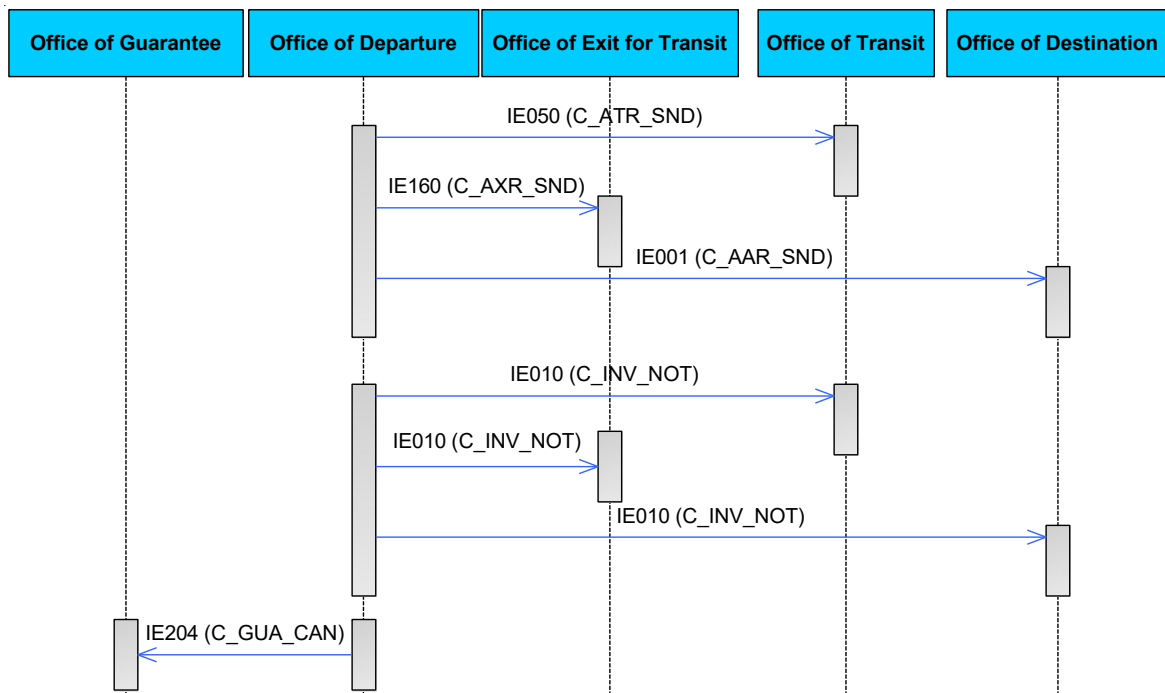 Office of Guarantee
Office of Departure
Office of Exit for Transit
Office of Transit
Office of Destination
IE050 (C_ATR_SND)
IE160 (C_AXR_SND)
IE001 (C_AAR_SND)
IE010 (C_INV_NOT)
IE010 (C_INV_NOT)
IE010 (C_INV_NOT)
IE204 (C_GUA_CAN)